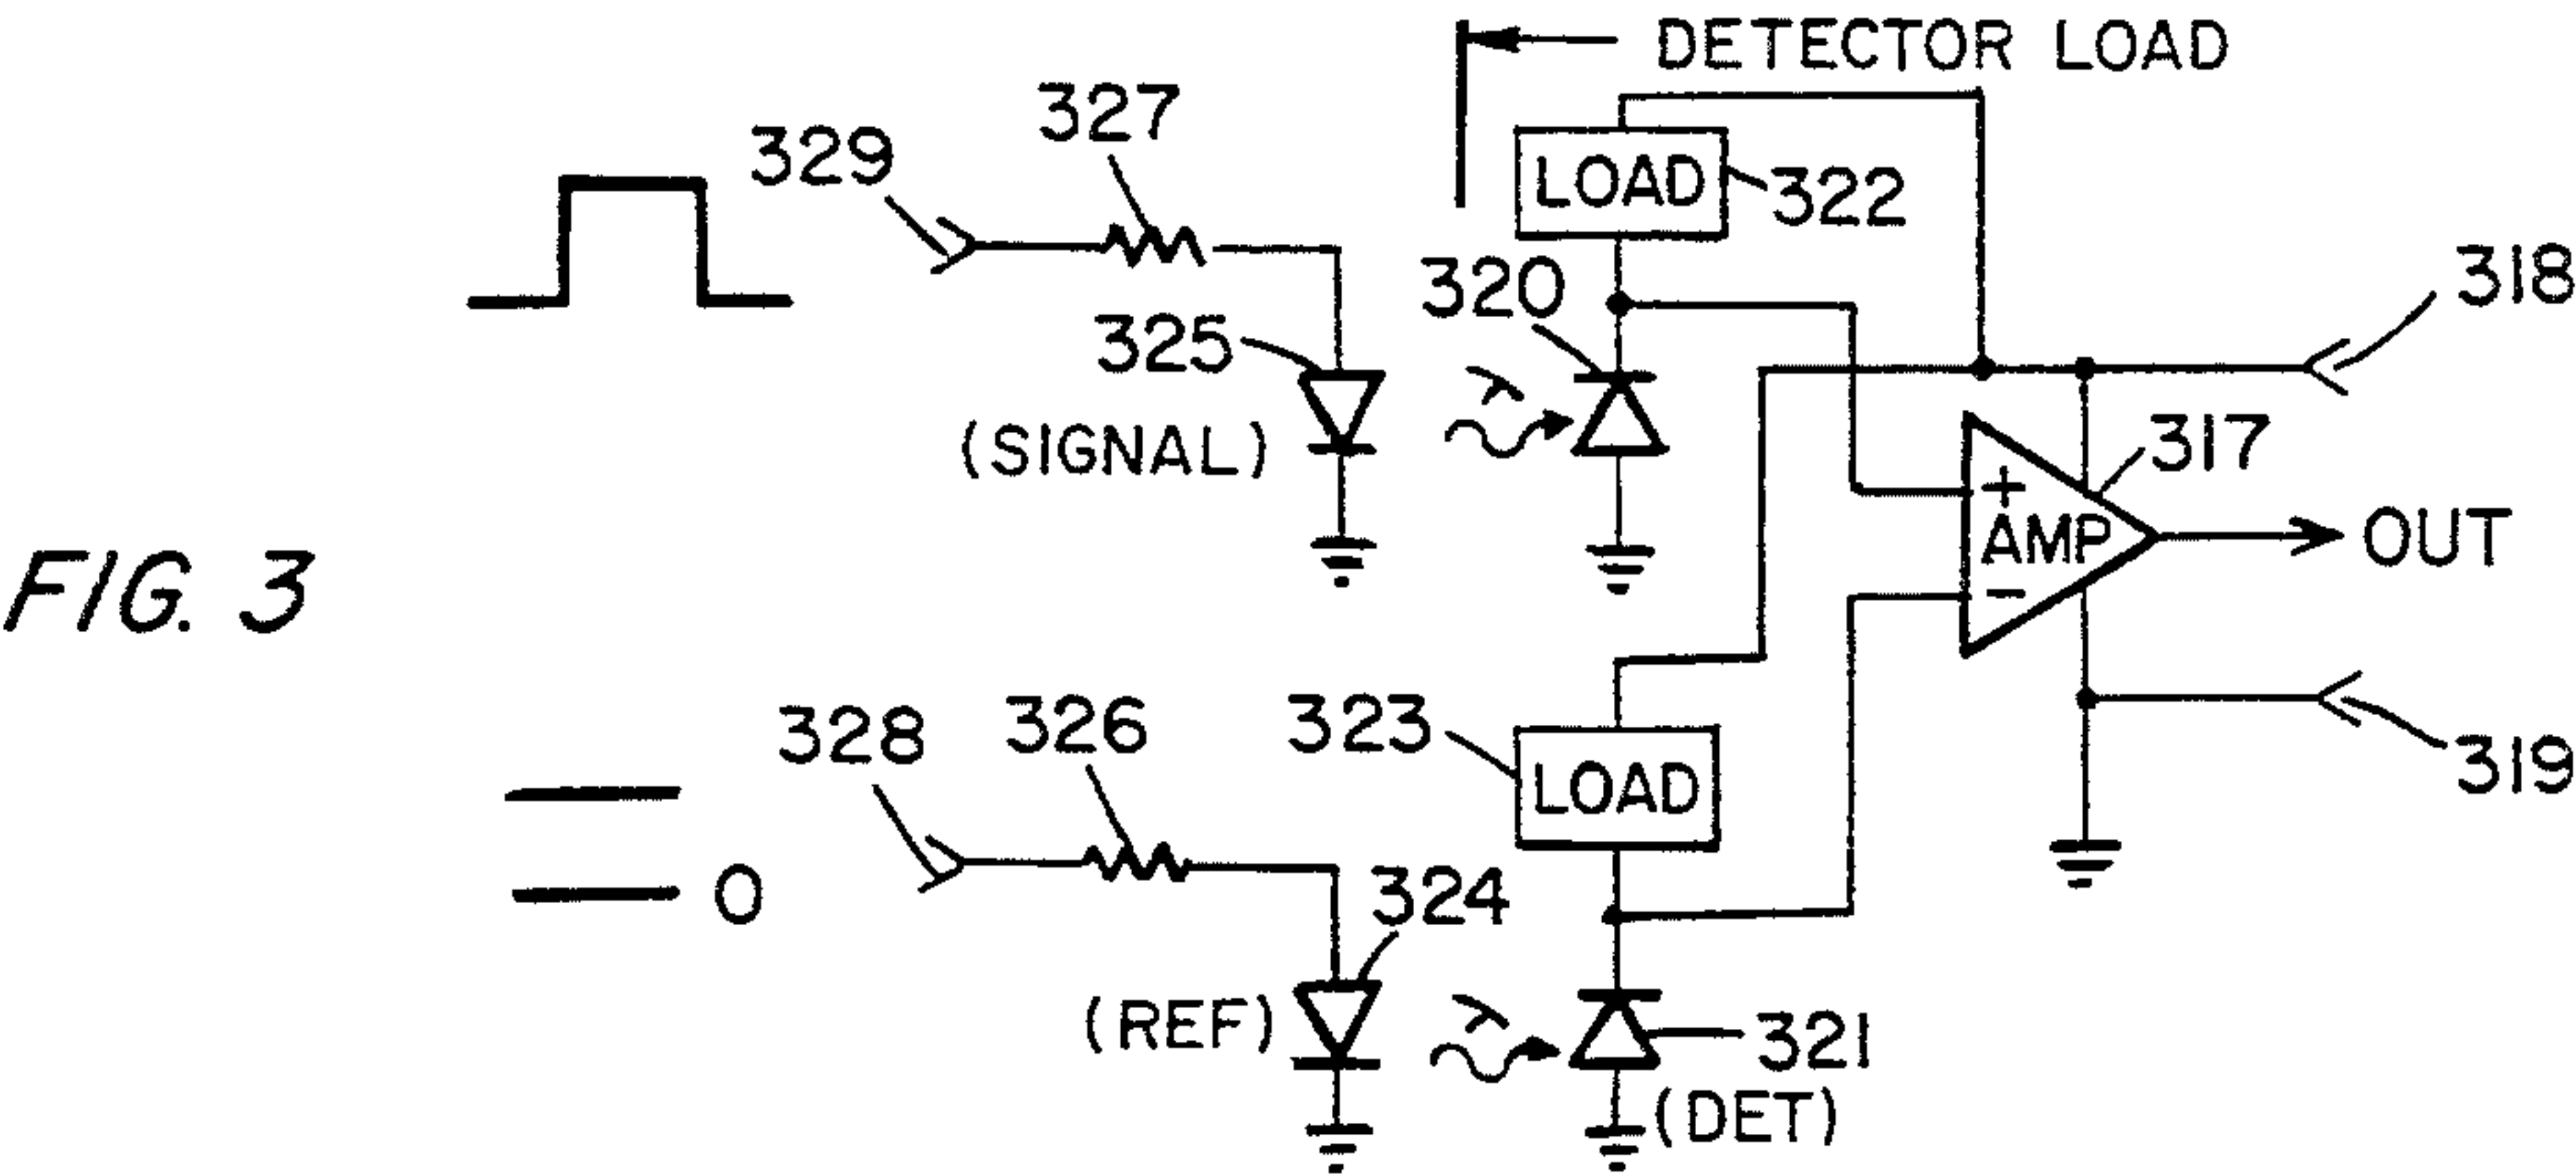 DETECTOR LOAD
327
329
LOAD
322
318
320
325
λ
(SIGNAL)
317
+
AMP
OUT
-
FIG. 3
328
326
323
LOAD
319
0
324
(REF)
λ
321
(DET)